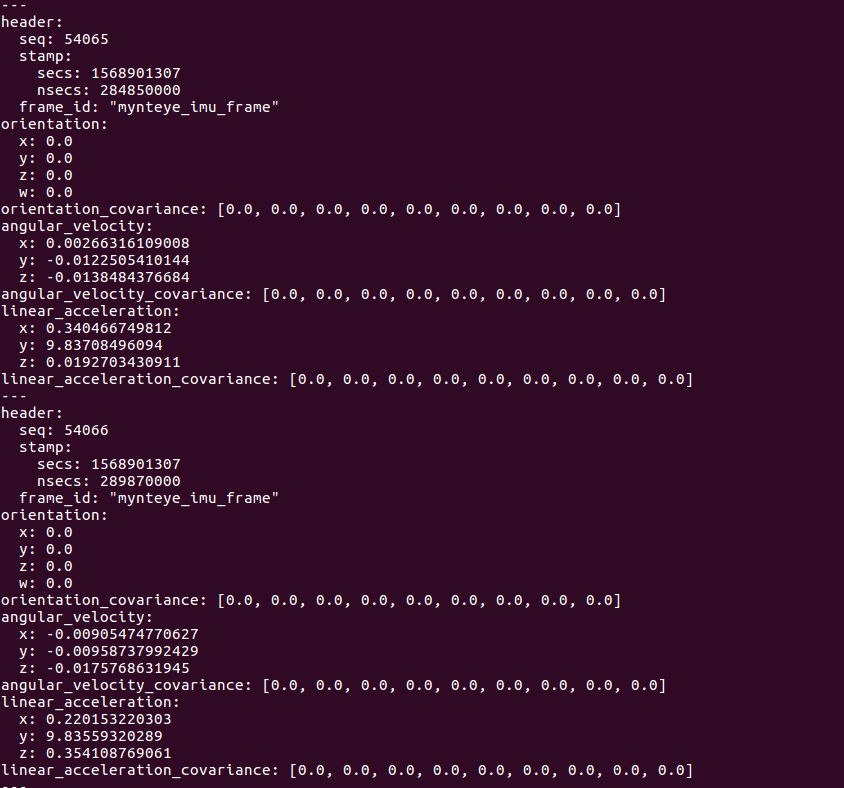 ---
header:
  seq: 54065
  stamp:
    secs: 1568901307
    nsecs: 284850000
  frame_id: "mynteye_imu_frame"
orientation:
  x: 0.0
  y: 0.0
  z: 0.0
  w: 0.0
orientation_covariance: [0.0, 0.0, 0.0, 0.0, 0.0, 0.0, 0.0, 0.0, 0.0]
angular_velocity:
  x: 0.00266316109008
  y: -0.0122505410144
  z: -0.0138484376684
angular_velocity_covariance: [0.0, 0.0, 0.0, 0.0, 0.0, 0.0, 0.0, 0.0, 0.0]
linear_acceleration:
  x: 0.340466749812
  y: 9.83708496094
  z: 0.0192703430911
linear_acceleration_covariance: [0.0, 0.0, 0.0, 0.0, 0.0, 0.0, 0.0, 0.0, 0.0]
---
header:
  seq: 54066
  stamp:
    secs: 1568901307
    nsecs: 289870000
  frame_id: "mynteye_imu_frame"
orientation:
  x: 0.0
  y: 0.0
  z: 0.0
  w: 0.0
orientation_covariance: [0.0, 0.0, 0.0, 0.0, 0.0, 0.0, 0.0, 0.0, 0.0]
angular_velocity:
  x: -0.00905474770627
  y: -0.00958737992429
  z: -0.0175768631945
angular_velocity_covariance: [0.0, 0.0, 0.0, 0.0, 0.0, 0.0, 0.0, 0.0, 0.0]
linear_acceleration:
  x: 0.220153220303
  y: 9.83559320289
  z: 0.354108769061
linear_acceleration_covariance: [0.0, 0.0, 0.0, 0.0, 0.0, 0.0, 0.0, 0.0, 0.0]
---